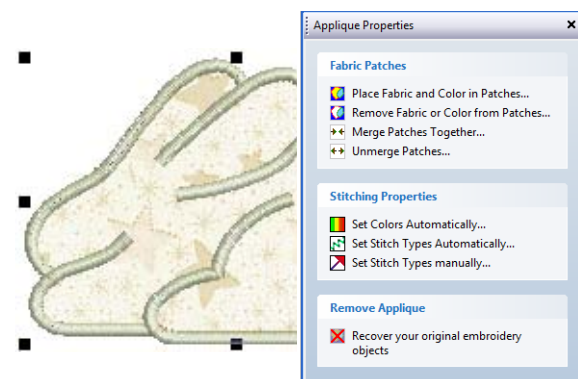 Applique Properties
Fabric Patches
Place Fabric and Color in Patches...
Remove Fabric or Color from Patches...
Merge Patches Together...
Unmerge Patches...
Stitching Properties
Set Colors Automatically...
Set Stitch Types Automatically...
Set Stitch Types manually...
Remove Applique
Recover your original embroidery
objects